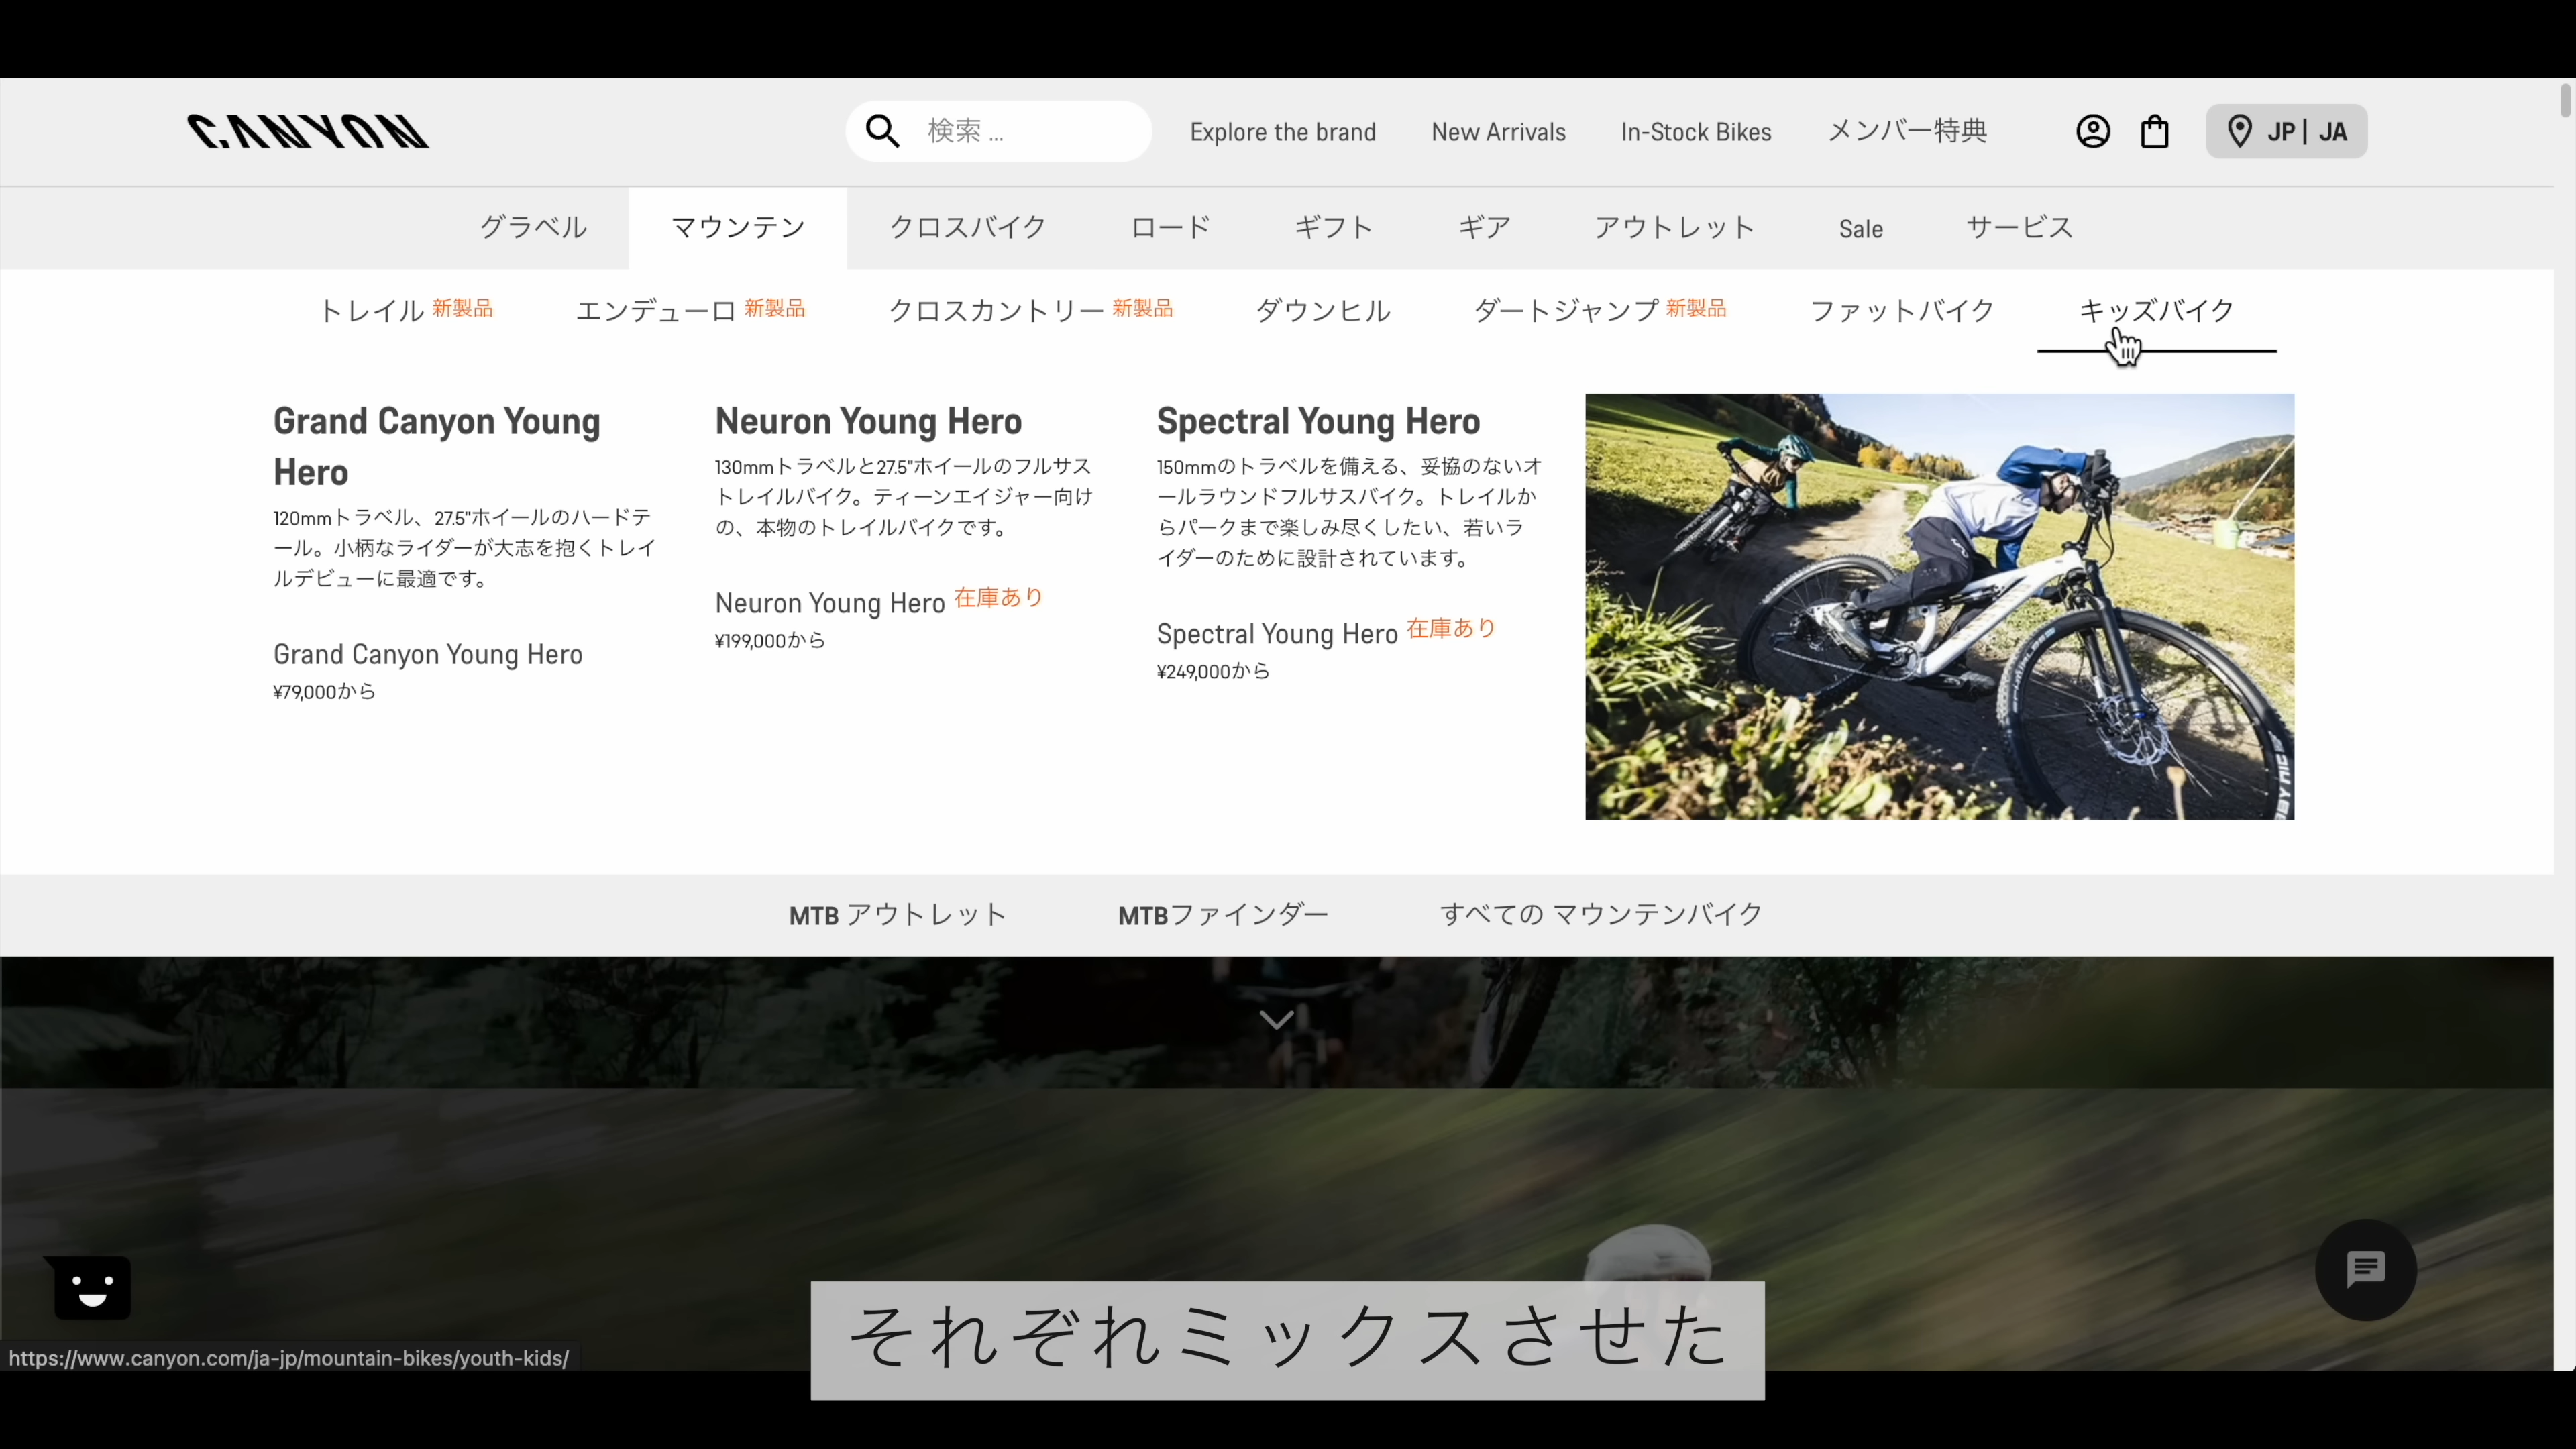 CANYON
検索 ...
Explore the brand
New Arrivals
In-Stock Bikes
メンバー特典
JP | JA
グラベル
マウンテン
クロスバイク
ロード
ギフト
ギア
アウトレット
Sale
サービス
トレイル 新製品
エンデューロ 新製品
クロスカントリー 新製品
ダウンヒル
ダートジャンプ 新製品
ファットバイク
キッズバイク
Grand Canyon Young
Hero
120mmトラベル、27.5"ホイールのハードテ
ール。小柄なライダーが大志を抱くトレイ
ルデビューに最適です。
Grand Canyon Young Hero
¥79,000から
Neuron Young Hero
130mmトラベルと27.5"ホイールのフルサス
トレイルバイク。ティーンエイジャー向け
の、本物のトレイルバイクです。
Neuron Young Hero 在庫あり
¥199,000から
Spectral Young Hero
150mmのトラベルを備える、妥協のないオ
ールラウンドフルサスバイク。トレイルか
らパークまで楽しみ尽くしたい、若いラ
イダーのために設計されています。
Spectral Young Hero 在庫あり
¥249,000から
MTB アウトレット
MTBファインダー
すべての マウンテンバイク
それぞれミックスさせた
https://www.canyon.com/ja-jp/mountain-bikes/youth-kids/